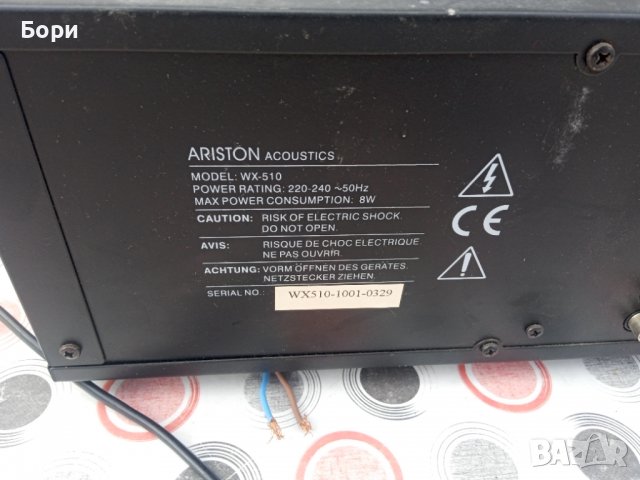 Бори
ARISTON ACOUSTICS
MODEL: WX-510
POWER RATING: 220-240 ~50Hz
MAX POWER CONSUMPTION: 8W
CAUTION: RISK OF ELECTRIC SHOCK.
DO NOT OPEN.
AVIS: RISQUE DE CHOC ELECTRIQUE
NE PAS OUVRIR.
ACHTUNG: VORM ÖFFNEN DES GERÄTES
NETZSTECKER ZIEHEN.
SERIAL NO.: WX510-1001-0329
CE
BAZAR